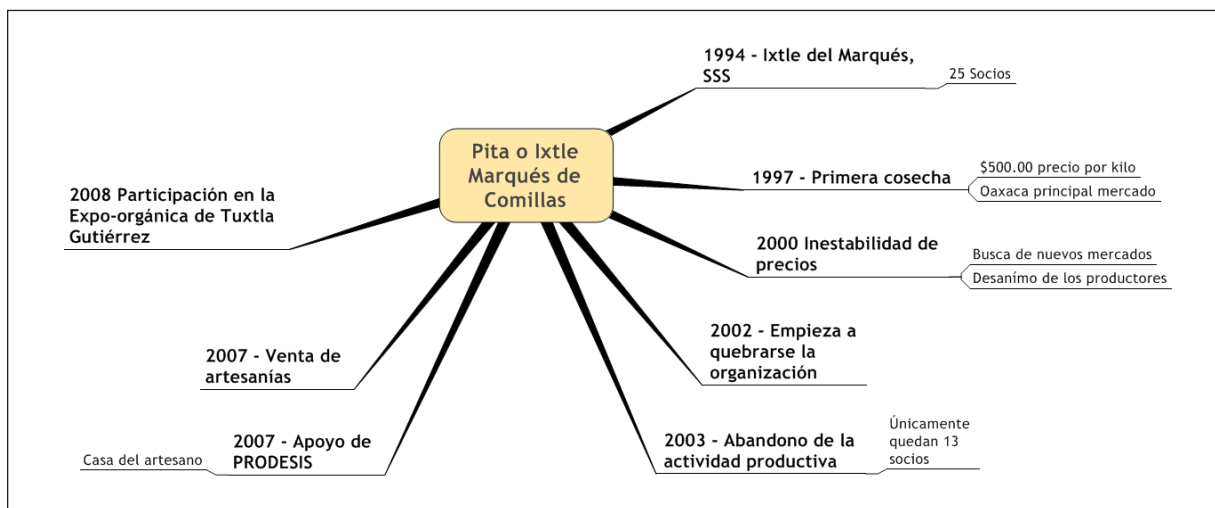 Pita o Ixtle
Marqués de
Comillas
1994 - Ixtle del Marqués,
SSS
25 Socios
1997 - Primera cosecha
$500.00 precio por kilo
Oaxaca principal mercado
2000 Inestabilidad de
precios
Busca de nuevos mercados
Desanímo de los productores
2002 - Empieza a
quebrarse la
organización
2003 - Abandono de la
actividad productiva
Únicamente
quedan 13
socios
2007 - Apoyo de
PRODESIS
Casa del artesano
2007 - Venta de
artesanías
2008 Participación en la
Expo-orgánica de Tuxtla
Gutiérrez